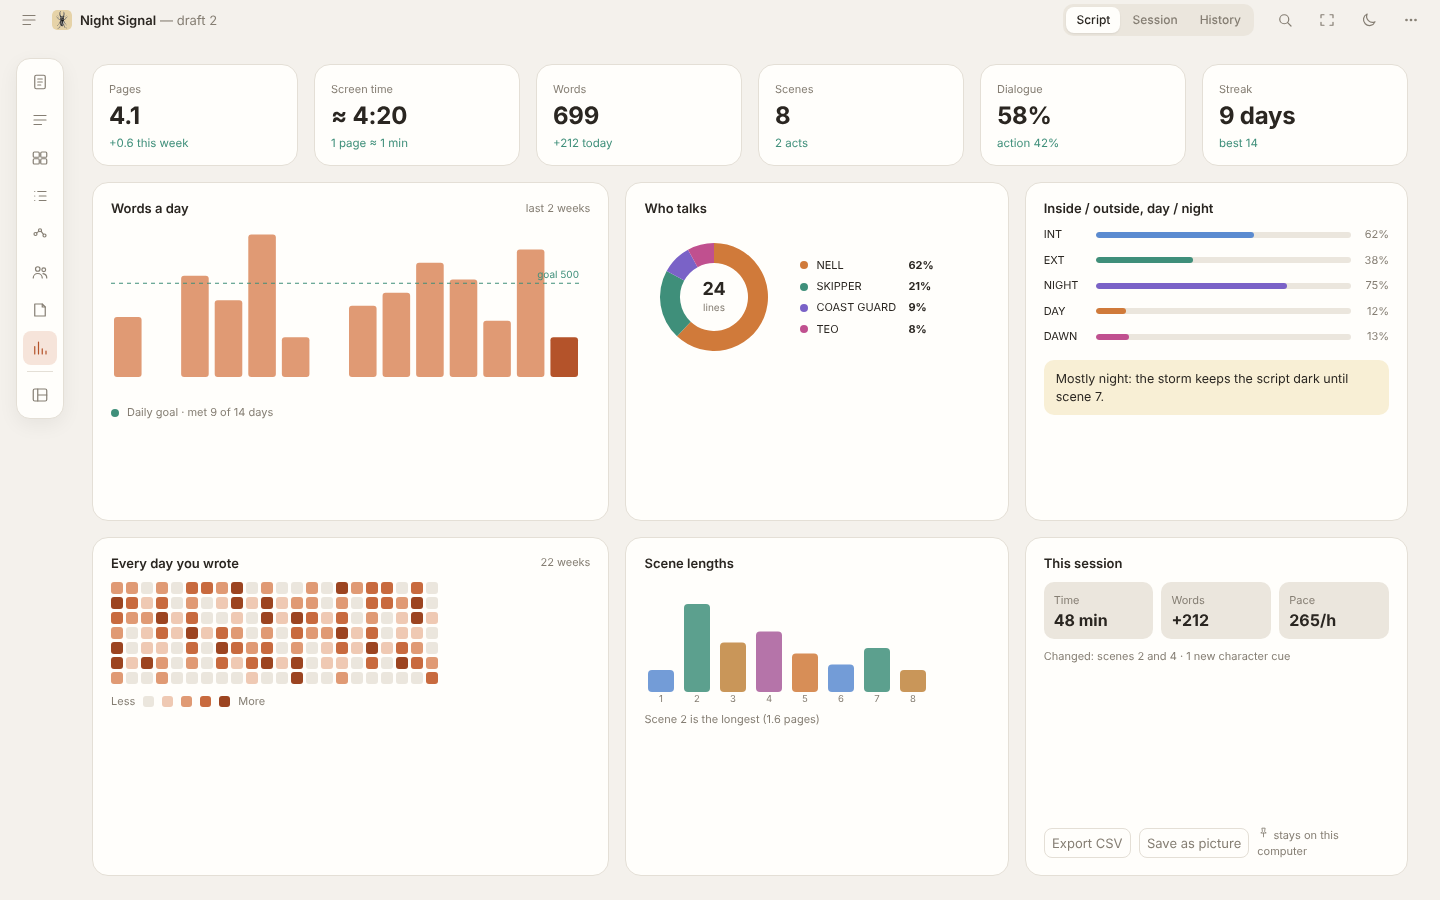 Night Signal — draft 2
Script
Session
History
Pages
4.1
+0.6 this week
Screen time
≈ 4:20
1 page ≈ 1 min
Words
699
+212 today
Scenes
8
2 acts
Dialogue
58%
action 42%
Streak
9 days
best 14
Words a day
last 2 weeks
goal 500
Daily goal · met 9 of 14 days
Who talks
24
lines
NELL 62%
SKIPPER 21%
COAST GUARD 9%
TEO 8%
Inside / outside, day / night
INT 62%
EXT 38%
NIGHT 75%
DAY 12%
DAWN 13%
Mostly night: the storm keeps the script dark until
scene 7.
Every day you wrote
22 weeks
Less
More
Scene lengths
1 2 3 4 5 6 7 8
Scene 2 is the longest (1.6 pages)
This session
Time
48 min
Words
+212
Pace
265/h
Changed: scenes 2 and 4 · 1 new character cue
Export CSV
Save as picture
stays on this
computer